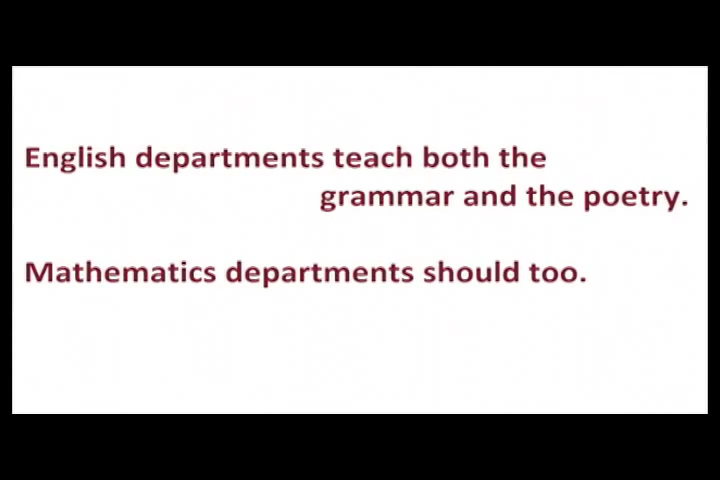 English departments teach both the
grammar and the poetry.
Mathematics departments should too.